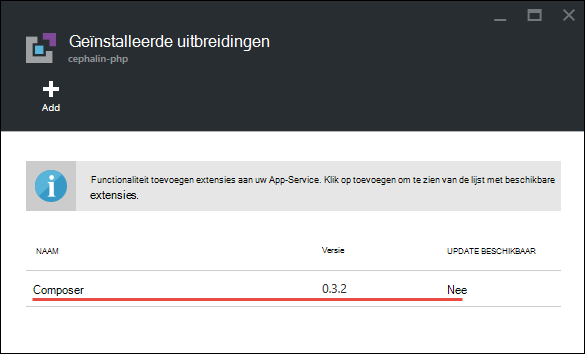 Geïnstalleerde uitbreidingen
cephalin-php
Add
Functionaliteit toevoegen extensies aan uw App-Service. Klik op toevoegen om te zien van de lijst met beschikbare
extensies.
NAAM Versie UPDATE BESCHIKBAAR
Composer 0.3.2 Nee